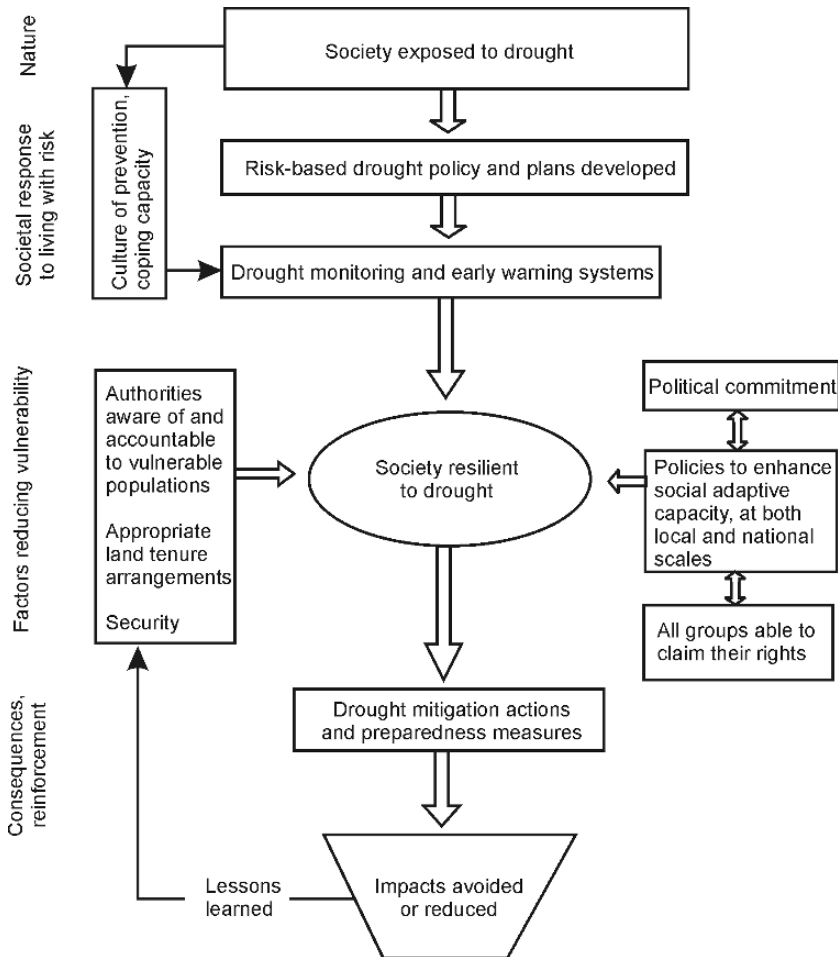 Nature
Society exposed to drought
Societal response
to living with risk
Culture of prevention,
coping capacity
Risk-based drought policy and plans developed
Drought monitoring and early warning systems
Factors reducing vulnerability
Authorities
aware of and
accountable
to vulnerable
populations
Appropriate
land tenure
arrangements
Security
Society resilient
to drought
Political commitment
Policies to enhance
social adaptive
capacity, at both
local and national
scales
All groups able to
claim their rights
Consequences,
reinforcement
Drought mitigation actions
and preparedness measures
Lessons
learned
Impacts avoided
or reduced